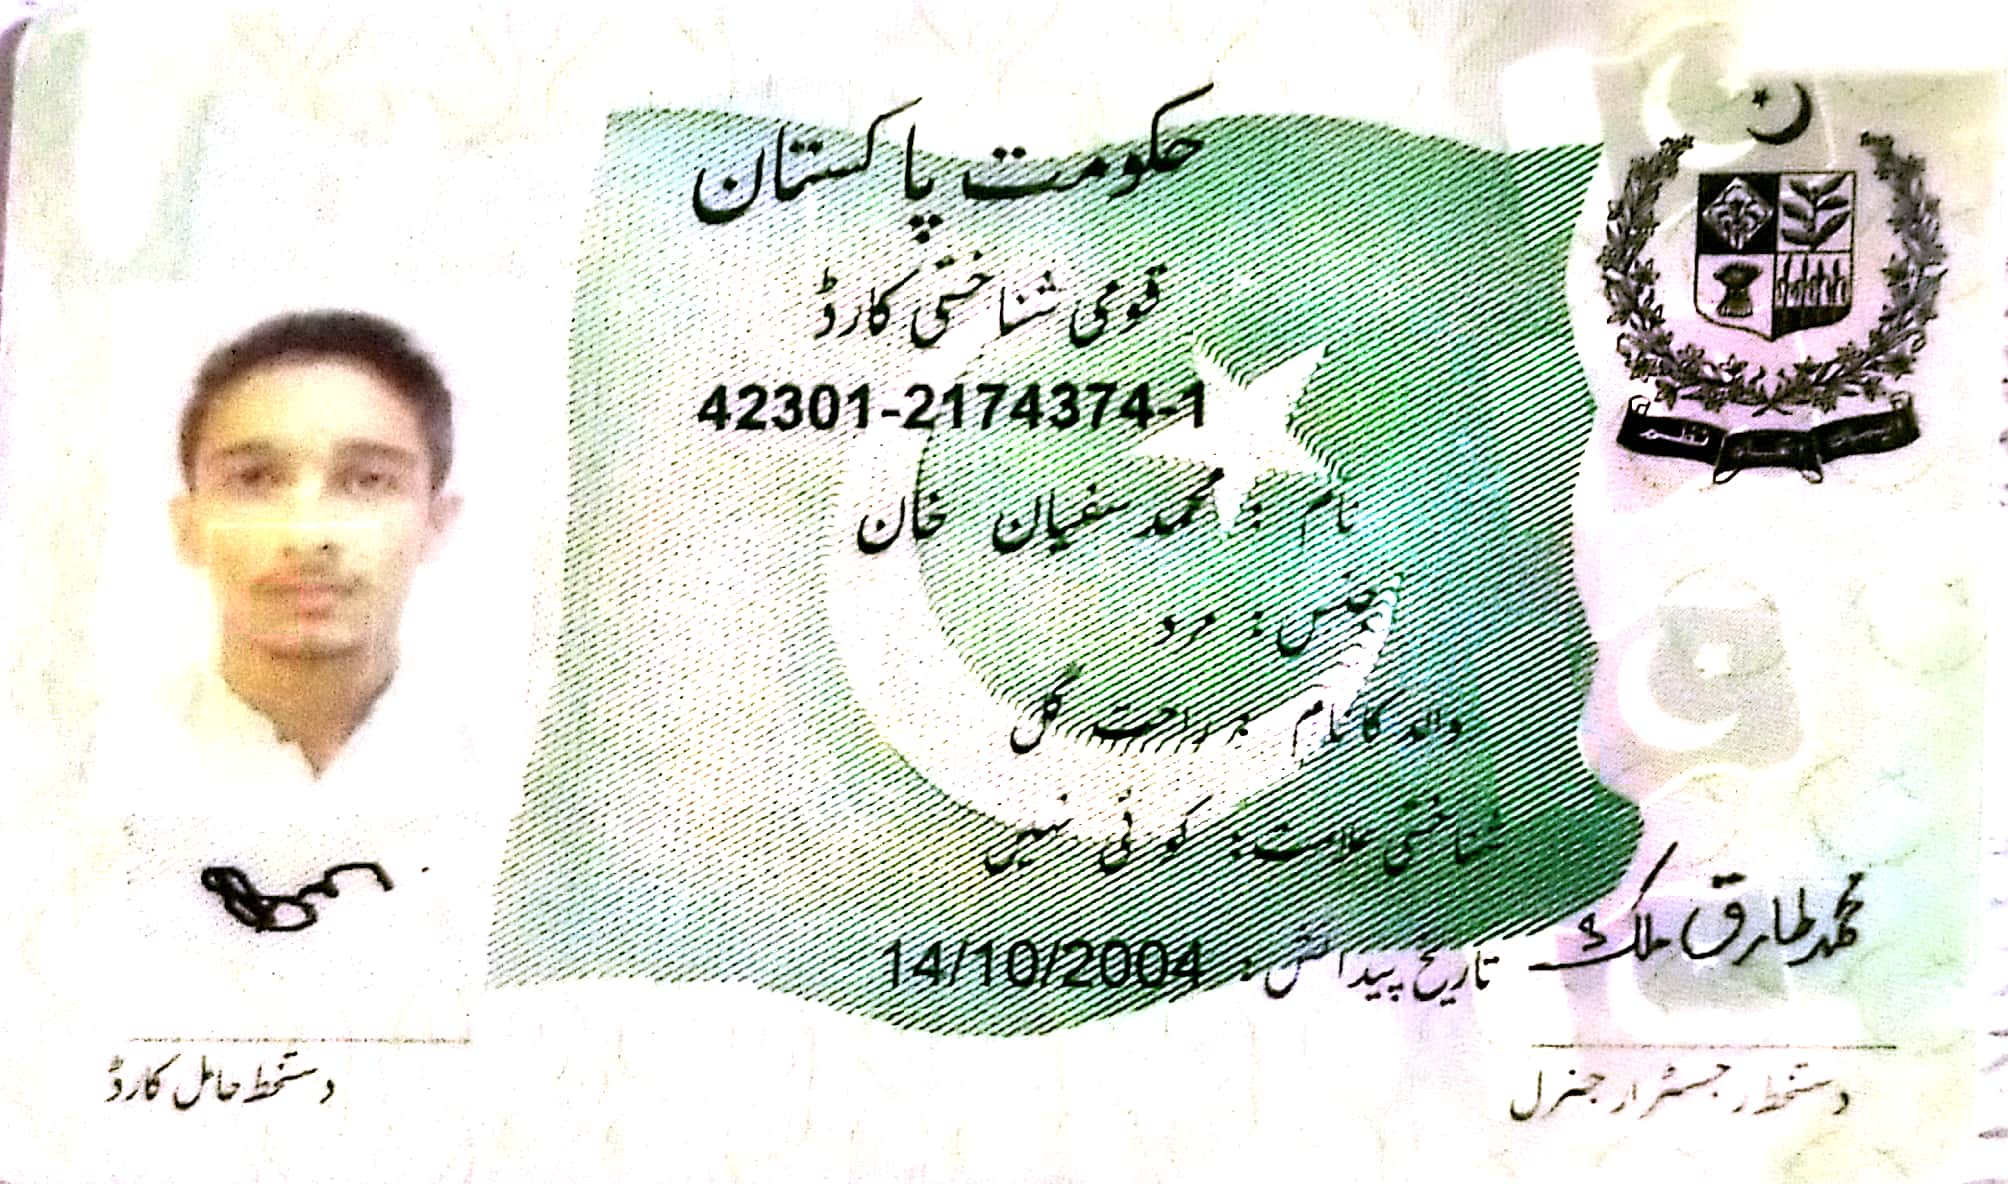 حکومت پاکستان
قومی شناختی کارڈ
42301-2174374-1
نام : محمد سفیان خان
جنس : مرد
والد کا نام : راحت گل
شناختی علامت : کوئی نہیں
تاریخ پیدائش : 14/10/2004
محمد طارق ملک
دستخط حامل کارڈ
دستخط رجسٹرار جنرل